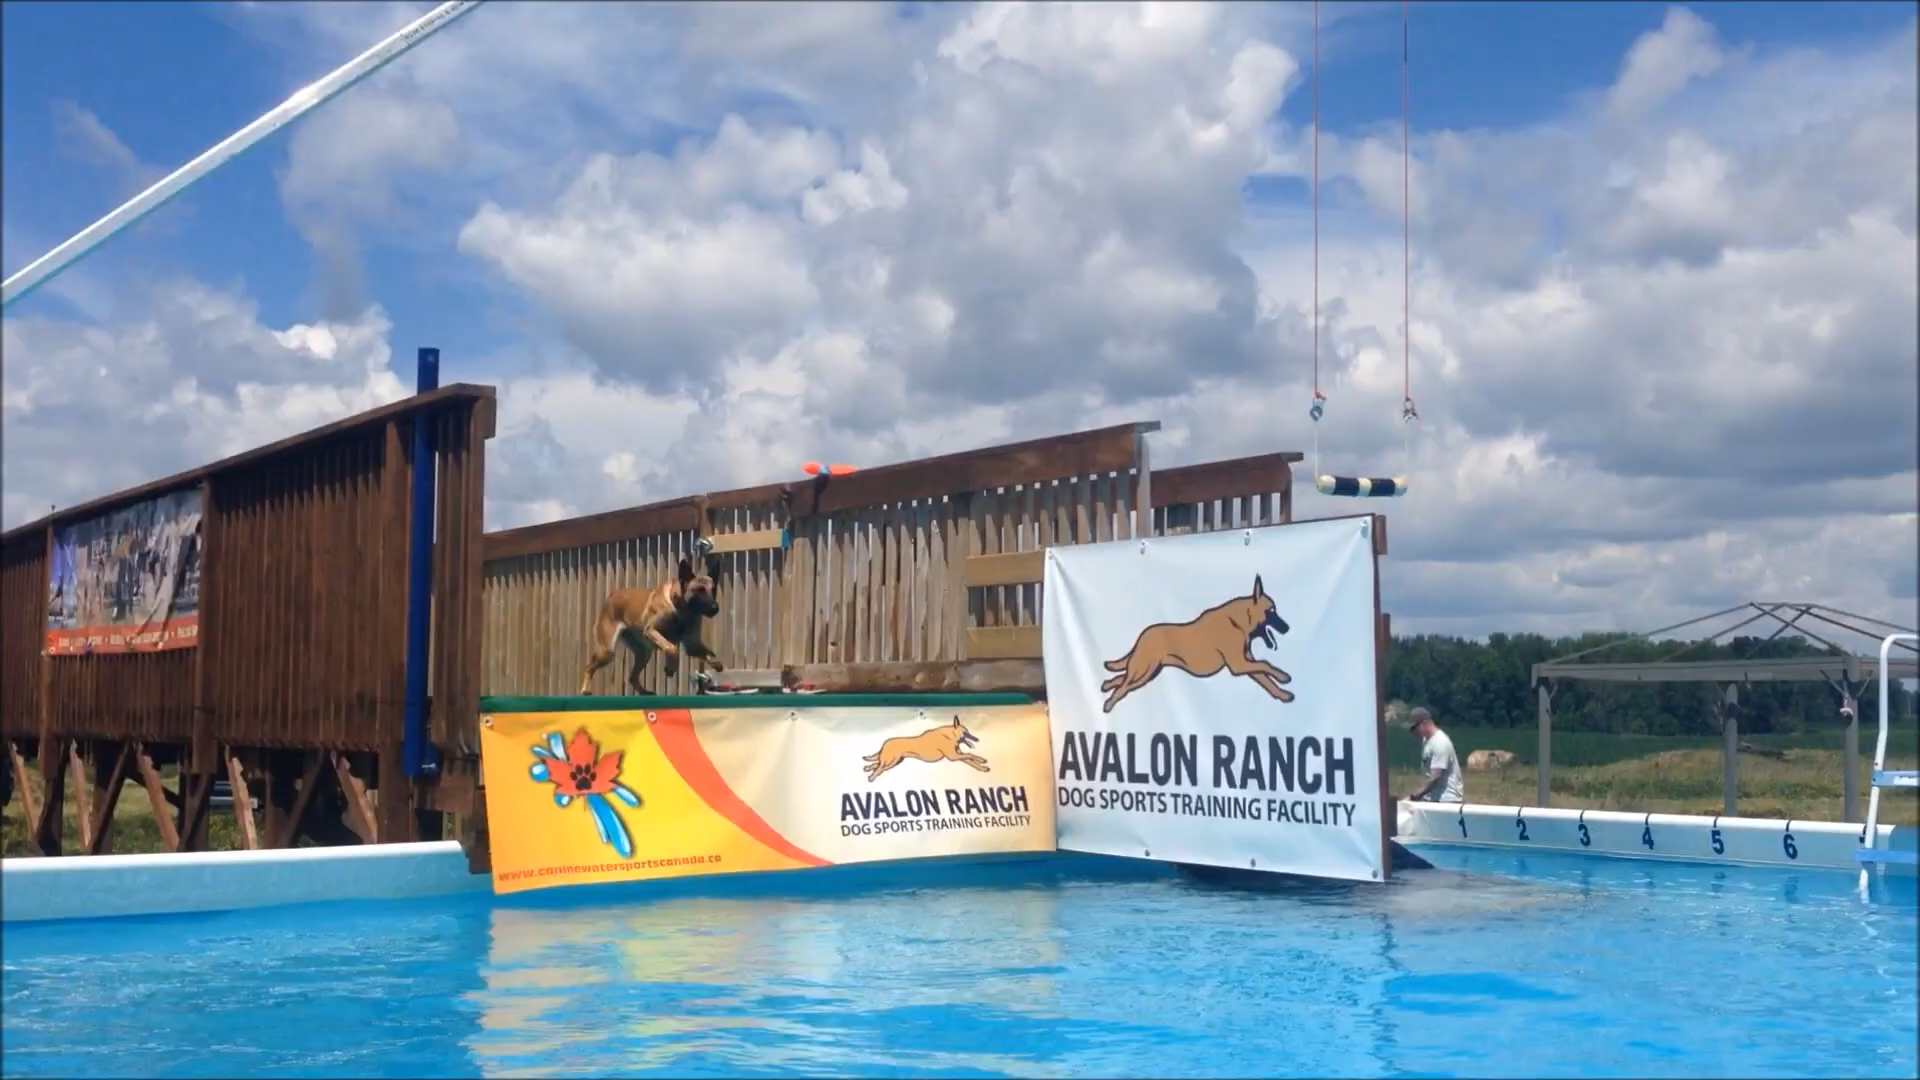 www.caninewatersportscanada.ca
AVALON RANCH
DOG SPORTS TRAINING FACILITY
AVALON RANCH
DOG SPORTS TRAINING FACILITY
1 2 3 4 5 6